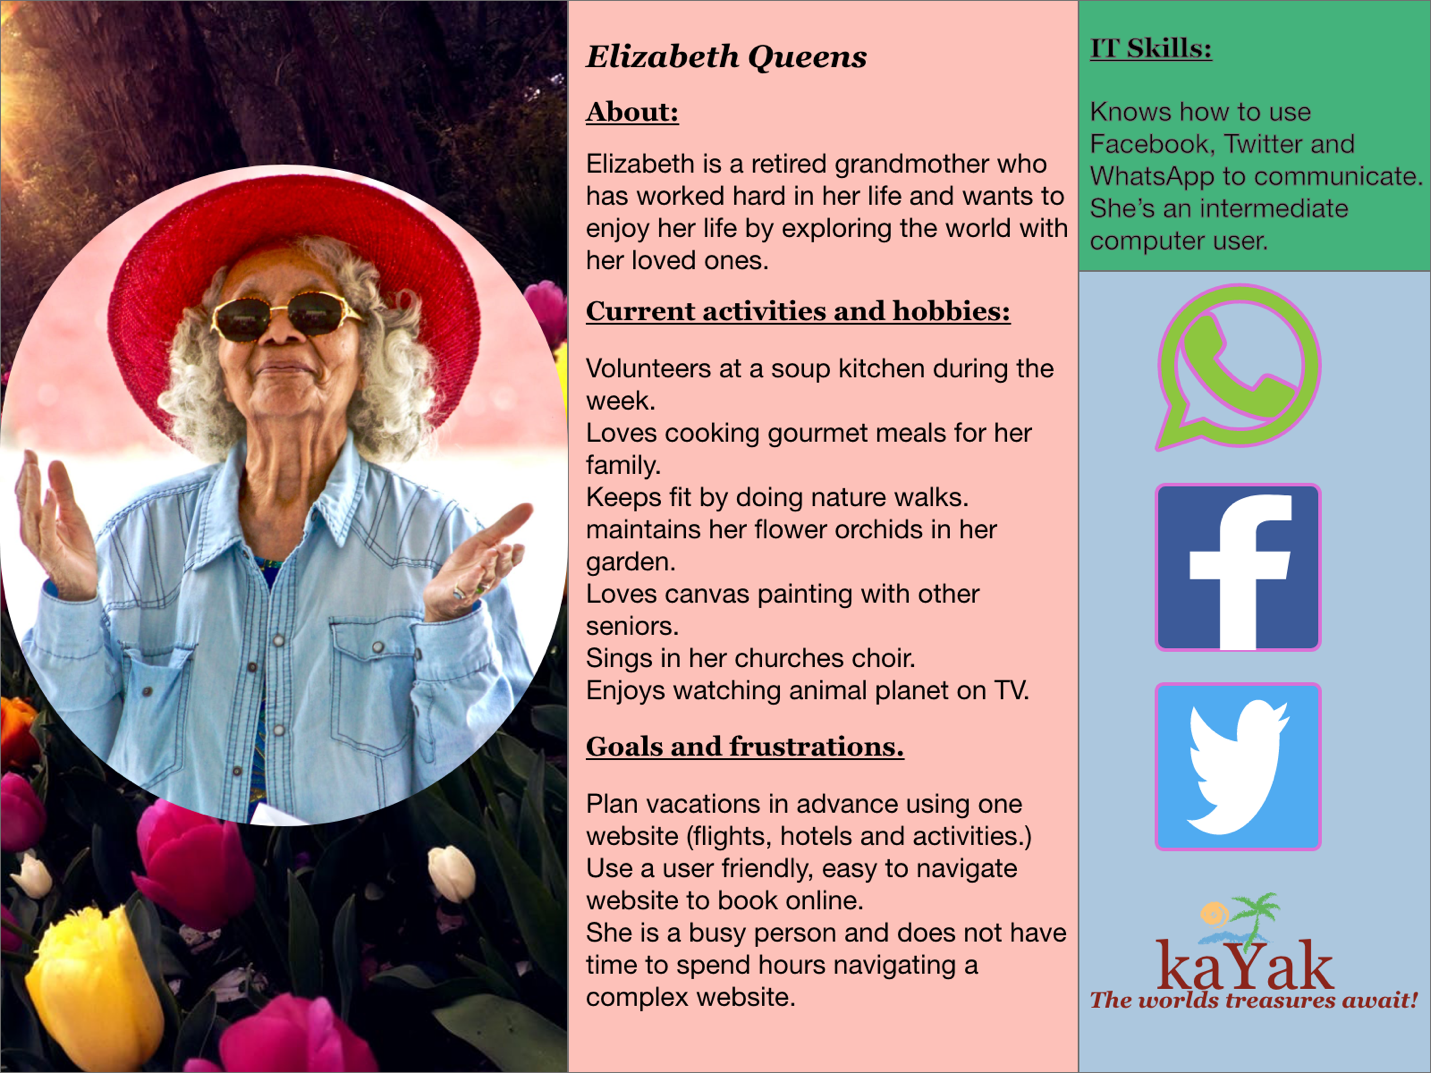 Elizabeth Queens
About:
Elizabeth is a retired grandmother who
has worked hard in her life and wants to
enjoy her life by exploring the world with
her loved ones.
Current activities and hobbies:
Volunteers at a soup kitchen during the
week.
Loves cooking gourmet meals for her
family.
Keeps fit by doing nature walks.
maintains her flower orchids in her
garden.
Loves canvas painting with other
seniors.
Sings in her churches choir.
Enjoys watching animal planet on TV.
Goals and frustrations.
Plan vacations in advance using one
website (flights, hotels and activities.)
Use a user friendly, easy to navigate
website to book online.
She is a busy person and does not have
time to spend hours navigating a
complex website.
IT Skills:
Knows how to use
Facebook, Twitter and
WhatsApp to communicate.
She’s an intermediate
computer user.
kaYak
The worlds treasures await!